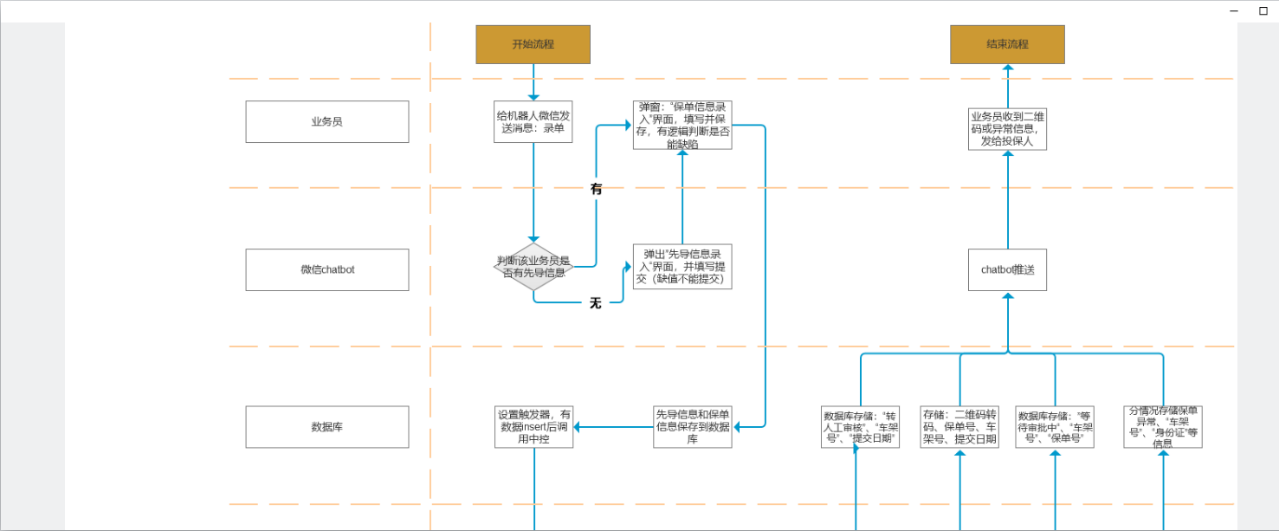 开始流程
结束流程
业务员
给机器人微信发
送消息：录单
弹窗："保单信息录
入"界面，填写并保
存，有逻辑判断是否
能缺陷
业务员收到二维
码或异常信息，
发给投保人
有
微信chatbot
判断该业务员是
否有先导信息
弹出"先导信息录
入"界面，并填写提
交（缺值不能提交）
chatbot推送
无
数据库
设置触发器，有
数据insert后调
用中控
先导信息和保单
信息保存到数据
库
数据库存储："转
人工审核"、"车架
号"、"提交日期"
存储：二维码转
码、保单号、车
架号、提交日期
数据库存储："等
待审批中"、"车架
号"、"保单号"
分情况存储保单
异常、"车架
号"、"身份证"等
信息